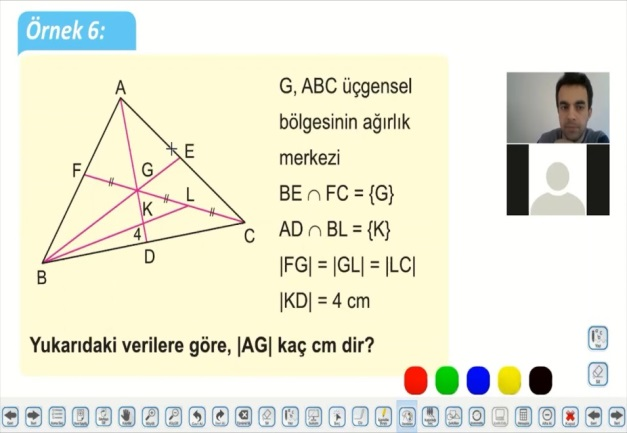 Örnek 6:
A
E
F
G
L
K
4
C
D
B
G, ABC üçgensel
bölgesinin ağırlık
merkezi
BE ∩ FC = {G}
AD ∩ BL = {K}
|FG| = |GL| = |LC|
|KD| = 4 cm
Yukarıdaki verilere göre, |AG| kaç cm dir?